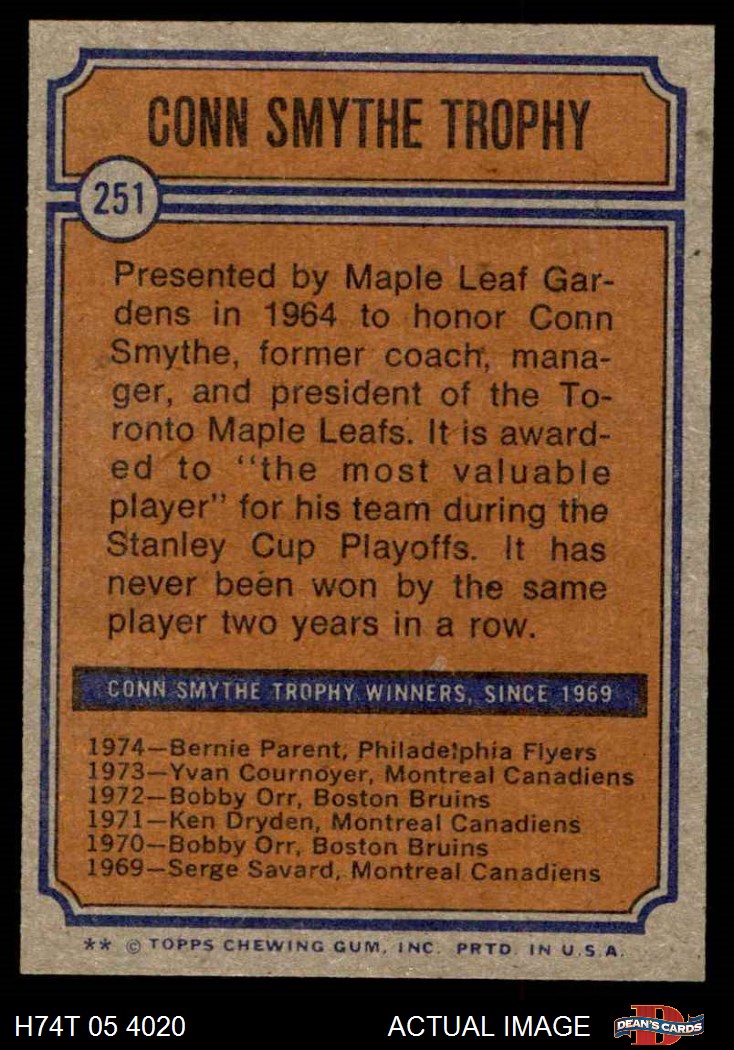 CONN SMYTHE TROPHY
251
Presented by Maple Leaf Gar-
dens in 1964 to honor Conn
Smythe, former coach, mana-
ger, and president of the To-
ronto Maple Leafs. It is award-
ed to "the most valuable
player" for his team during the
Stanley Cup Playoffs. It has
never been won by the same
player two years in a row.
CONN SMYTHE TROPHY WINNERS, SINCE 1969
1974—Bernie Parent, Philadelphia Flyers
1973—Yvan Cournoyer, Montreal Canadiens
1972—Bobby Orr, Boston Bruins
1971—Ken Dryden, Montreal Canadiens
1970—Bobby Orr, Boston Bruins
1969—Serge Savard, Montreal Canadiens
** © TOPPS CHEWING GUM, INC. PRTD. IN U.S.A.
H74T 05 4020 ACTUAL IMAGE
D
DEAN'S CARDS